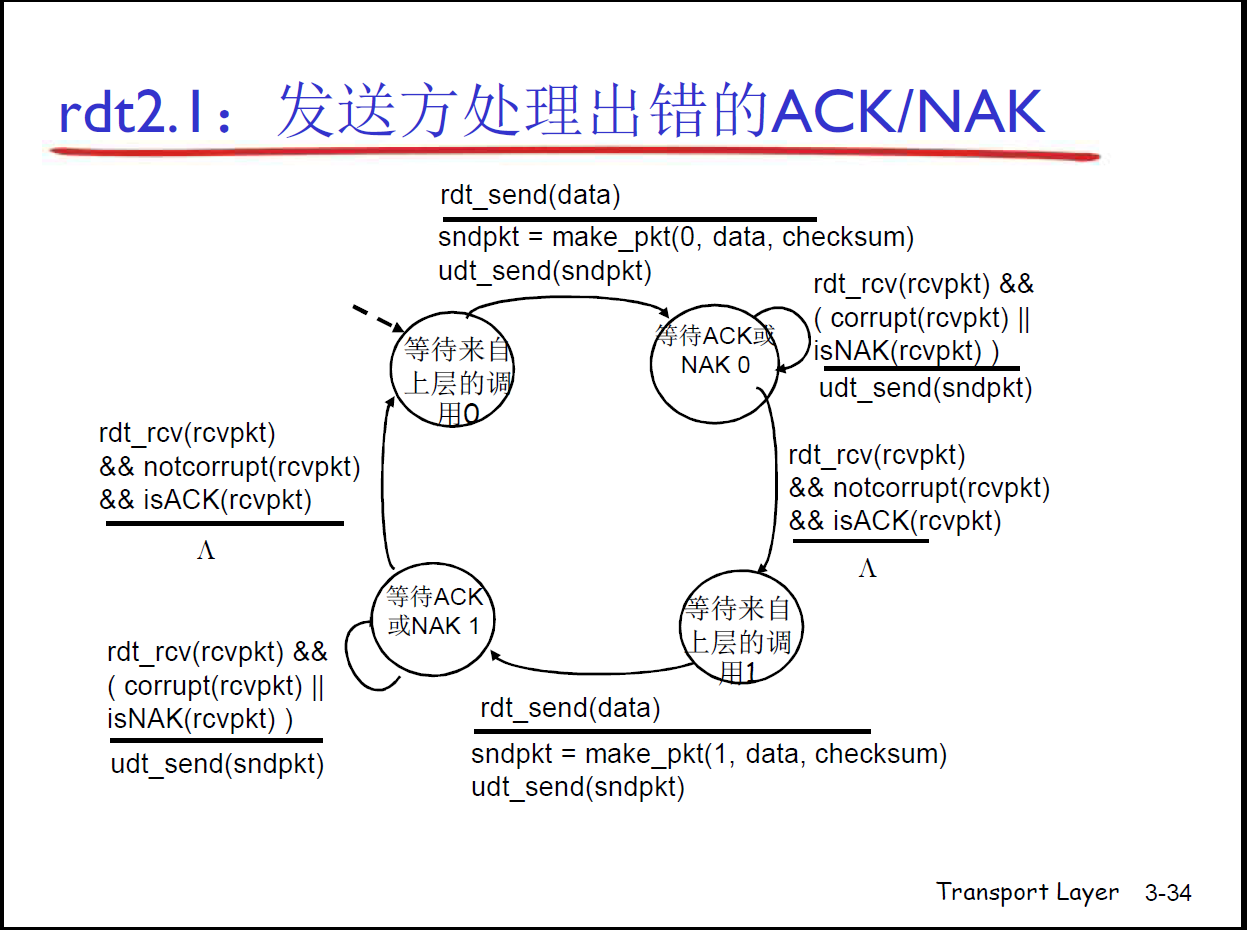 rdt2.1：发送方处理出错的ACK/NAK
rdt_send(data)
sndpkt = make_pkt(0, data, checksum)
udt_send(sndpkt)
rdt_rcv(rcvpkt) &&
( corrupt(rcvpkt) ||
isNAK(rcvpkt) )
udt_send(sndpkt)
等待来自
上层的调
用0
等待ACK或
NAK 0
rdt_rcv(rcvpkt)
&& notcorrupt(rcvpkt)
&& isACK(rcvpkt)
Λ
rdt_rcv(rcvpkt)
&& notcorrupt(rcvpkt)
&& isACK(rcvpkt)
Λ
等待ACK
或NAK 1
等待来自
上层的调
用1
rdt_rcv(rcvpkt) &&
( corrupt(rcvpkt) ||
isNAK(rcvpkt) )
udt_send(sndpkt)
rdt_send(data)
sndpkt = make_pkt(1, data, checksum)
udt_send(sndpkt)
Transport Layer 3-34